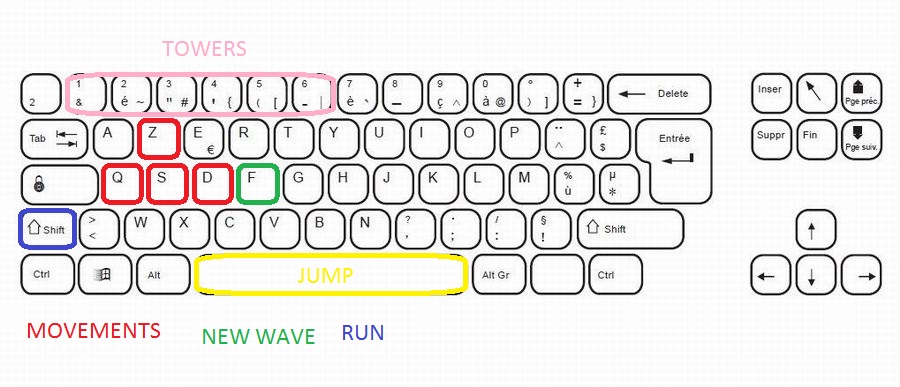 TOWERS
1 2 3 4 5 6 7 8 9 0 ° +
2 & é ~ " # ' { ( [ - | è ` _ ç ^ à @ ) ] = } Delete Inser Pge préc.
Tab A Z E € R T Y U I O P ¨ ^ £ $ Entrée Suppr Fin Pge suiv.
Q S D F G H J K L M % ù µ *
Shift > < W X C V B N ? , . ; / : § ! Shift
Ctrl Alt JUMP Alt Gr Ctrl
MOVEMENTS NEW WAVE RUN